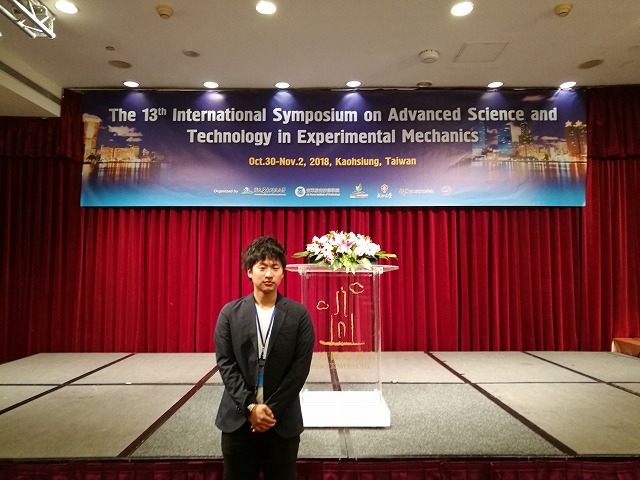 The 13th International Symposium on Advanced Science and
Technology in Experimental Mechanics
Oct.30-Nov.2, 2018, Kaohsiung, Taiwan
Organized by